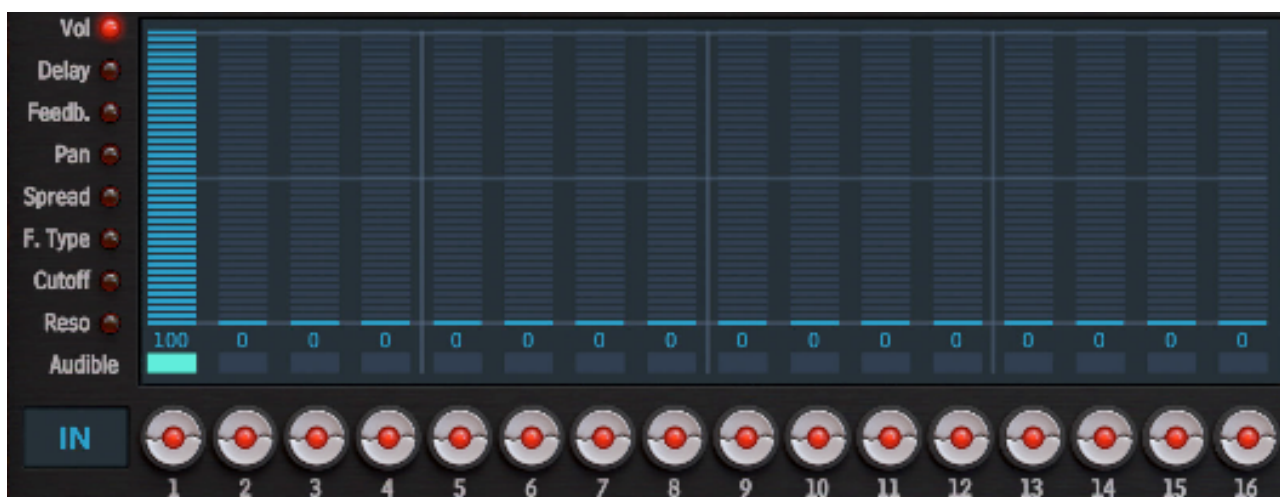 Vol
Delay
Feedb.
Pan
Spread
F. Type
Cutoff
Reso
100 0 0 0 0 0 0 0 0 0 0 0 0 0 0 0
Audible
IN
1 2 3 4 5 6 7 8 9 10 11 12 13 14 15 16